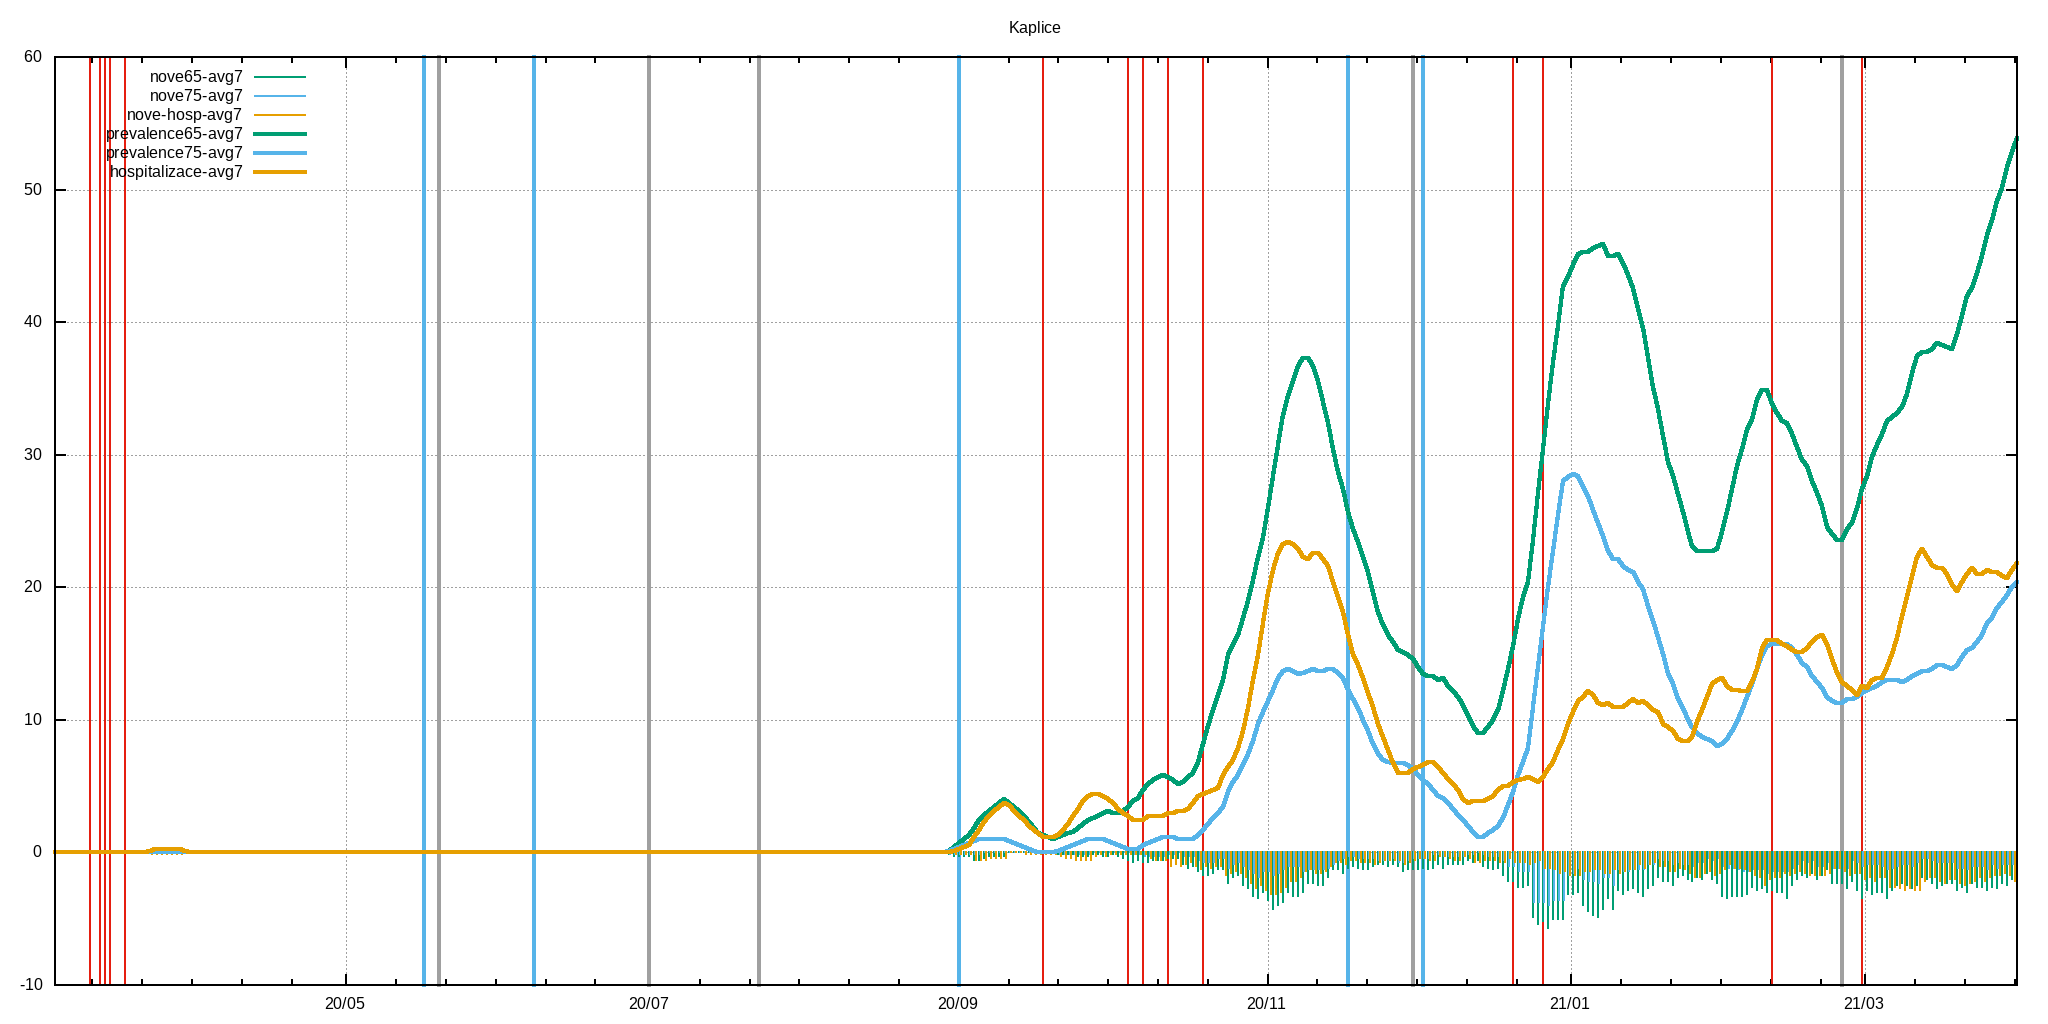 Kaplice
60
nove65-avg7
nove75-avg7
nove-hosp-avg7
prevalence65-avg7
prevalence75-avg7
hospitalizace-avg7
50
40
30
20
10
0
-10
20/05 20/07 20/09 20/11 21/01 21/03